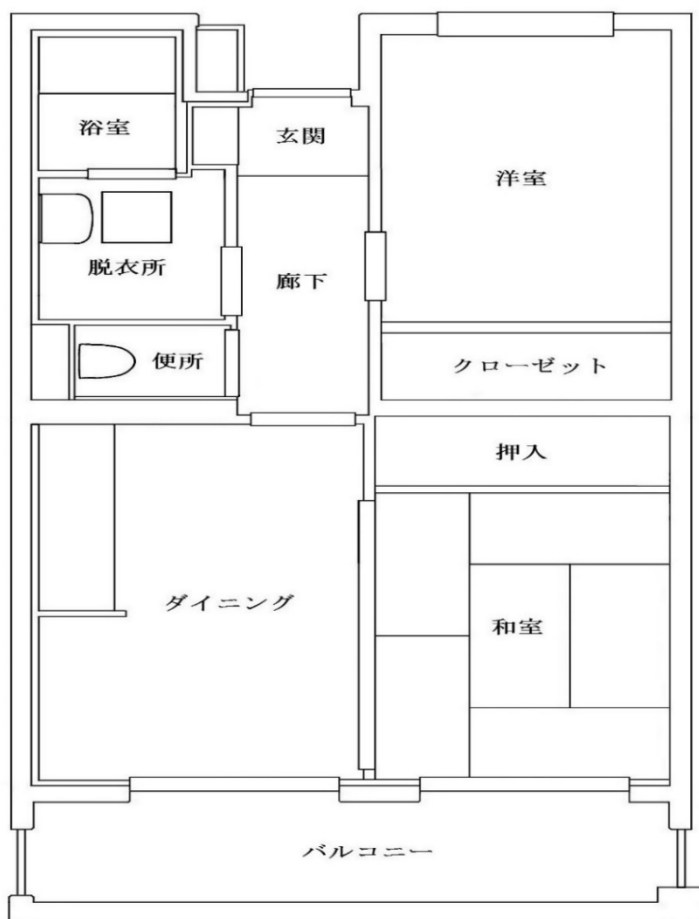 浴室
玄関
洋室
脱衣所
廊下
便所
クローゼット
押入
ダイニング
和室
バルコニー